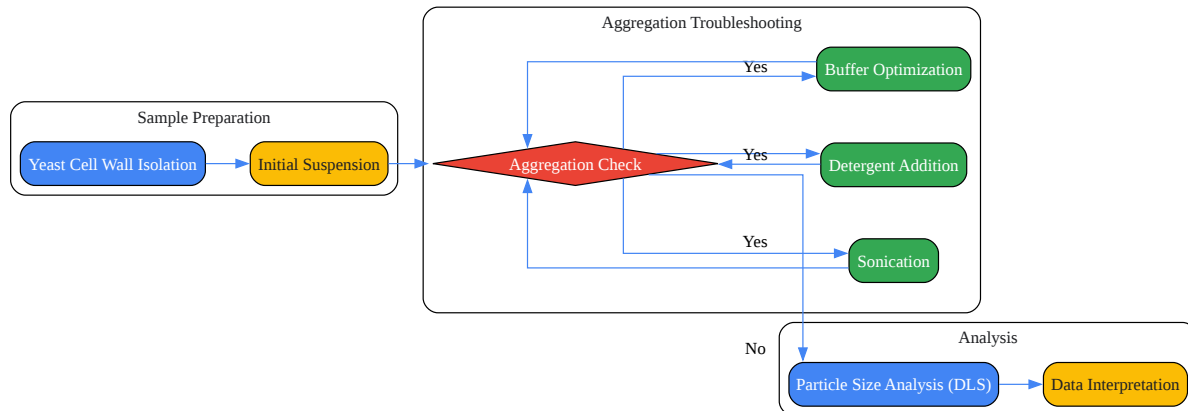 Aggregation Troubleshooting
Yes
Buffer Optimization
Sample Preparation
Yeast Cell Wall Isolation
Initial Suspension
Aggregation Check
Yes
Detergent Addition
Yes
Sonication
No
Analysis
Particle Size Analysis (DLS)
Data Interpretation